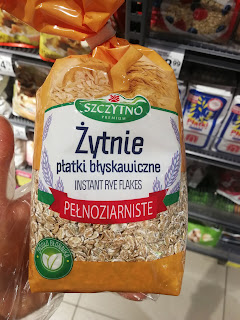 SZCZYTNO
PREMIUM
Żytnie
płatki błyskawiczne
INSTANT RYE FLAKES
PEŁNOZIARNISTE